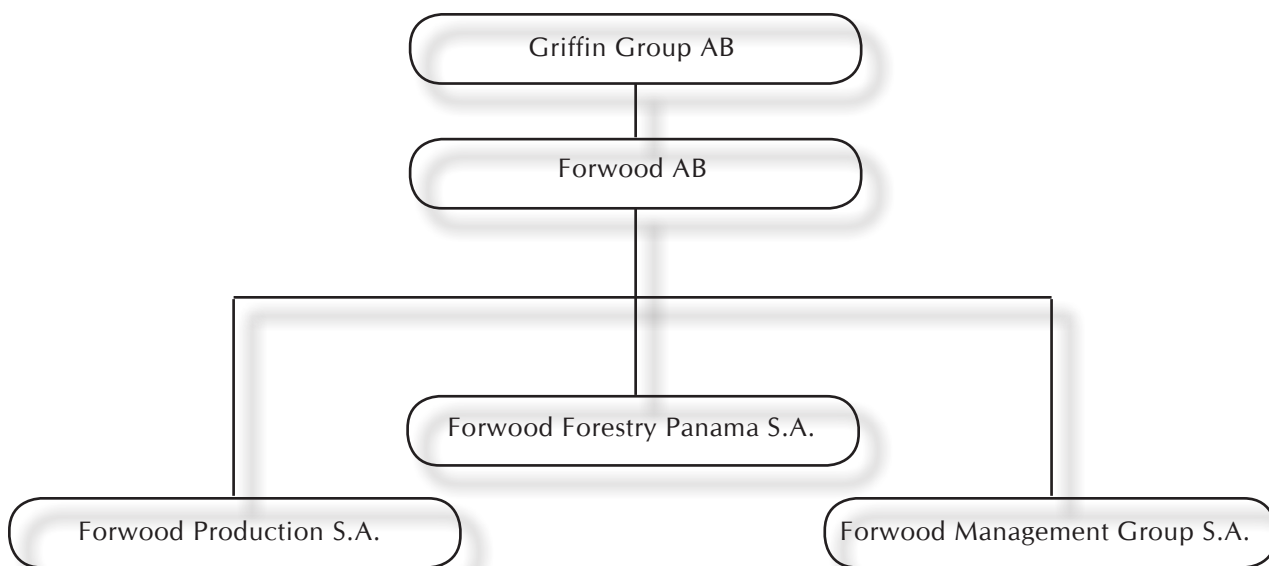 Griffin Group AB
Forwood AB
Forwood Forestry Panama S.A.
Forwood Production S.A.
Forwood Management Group S.A.